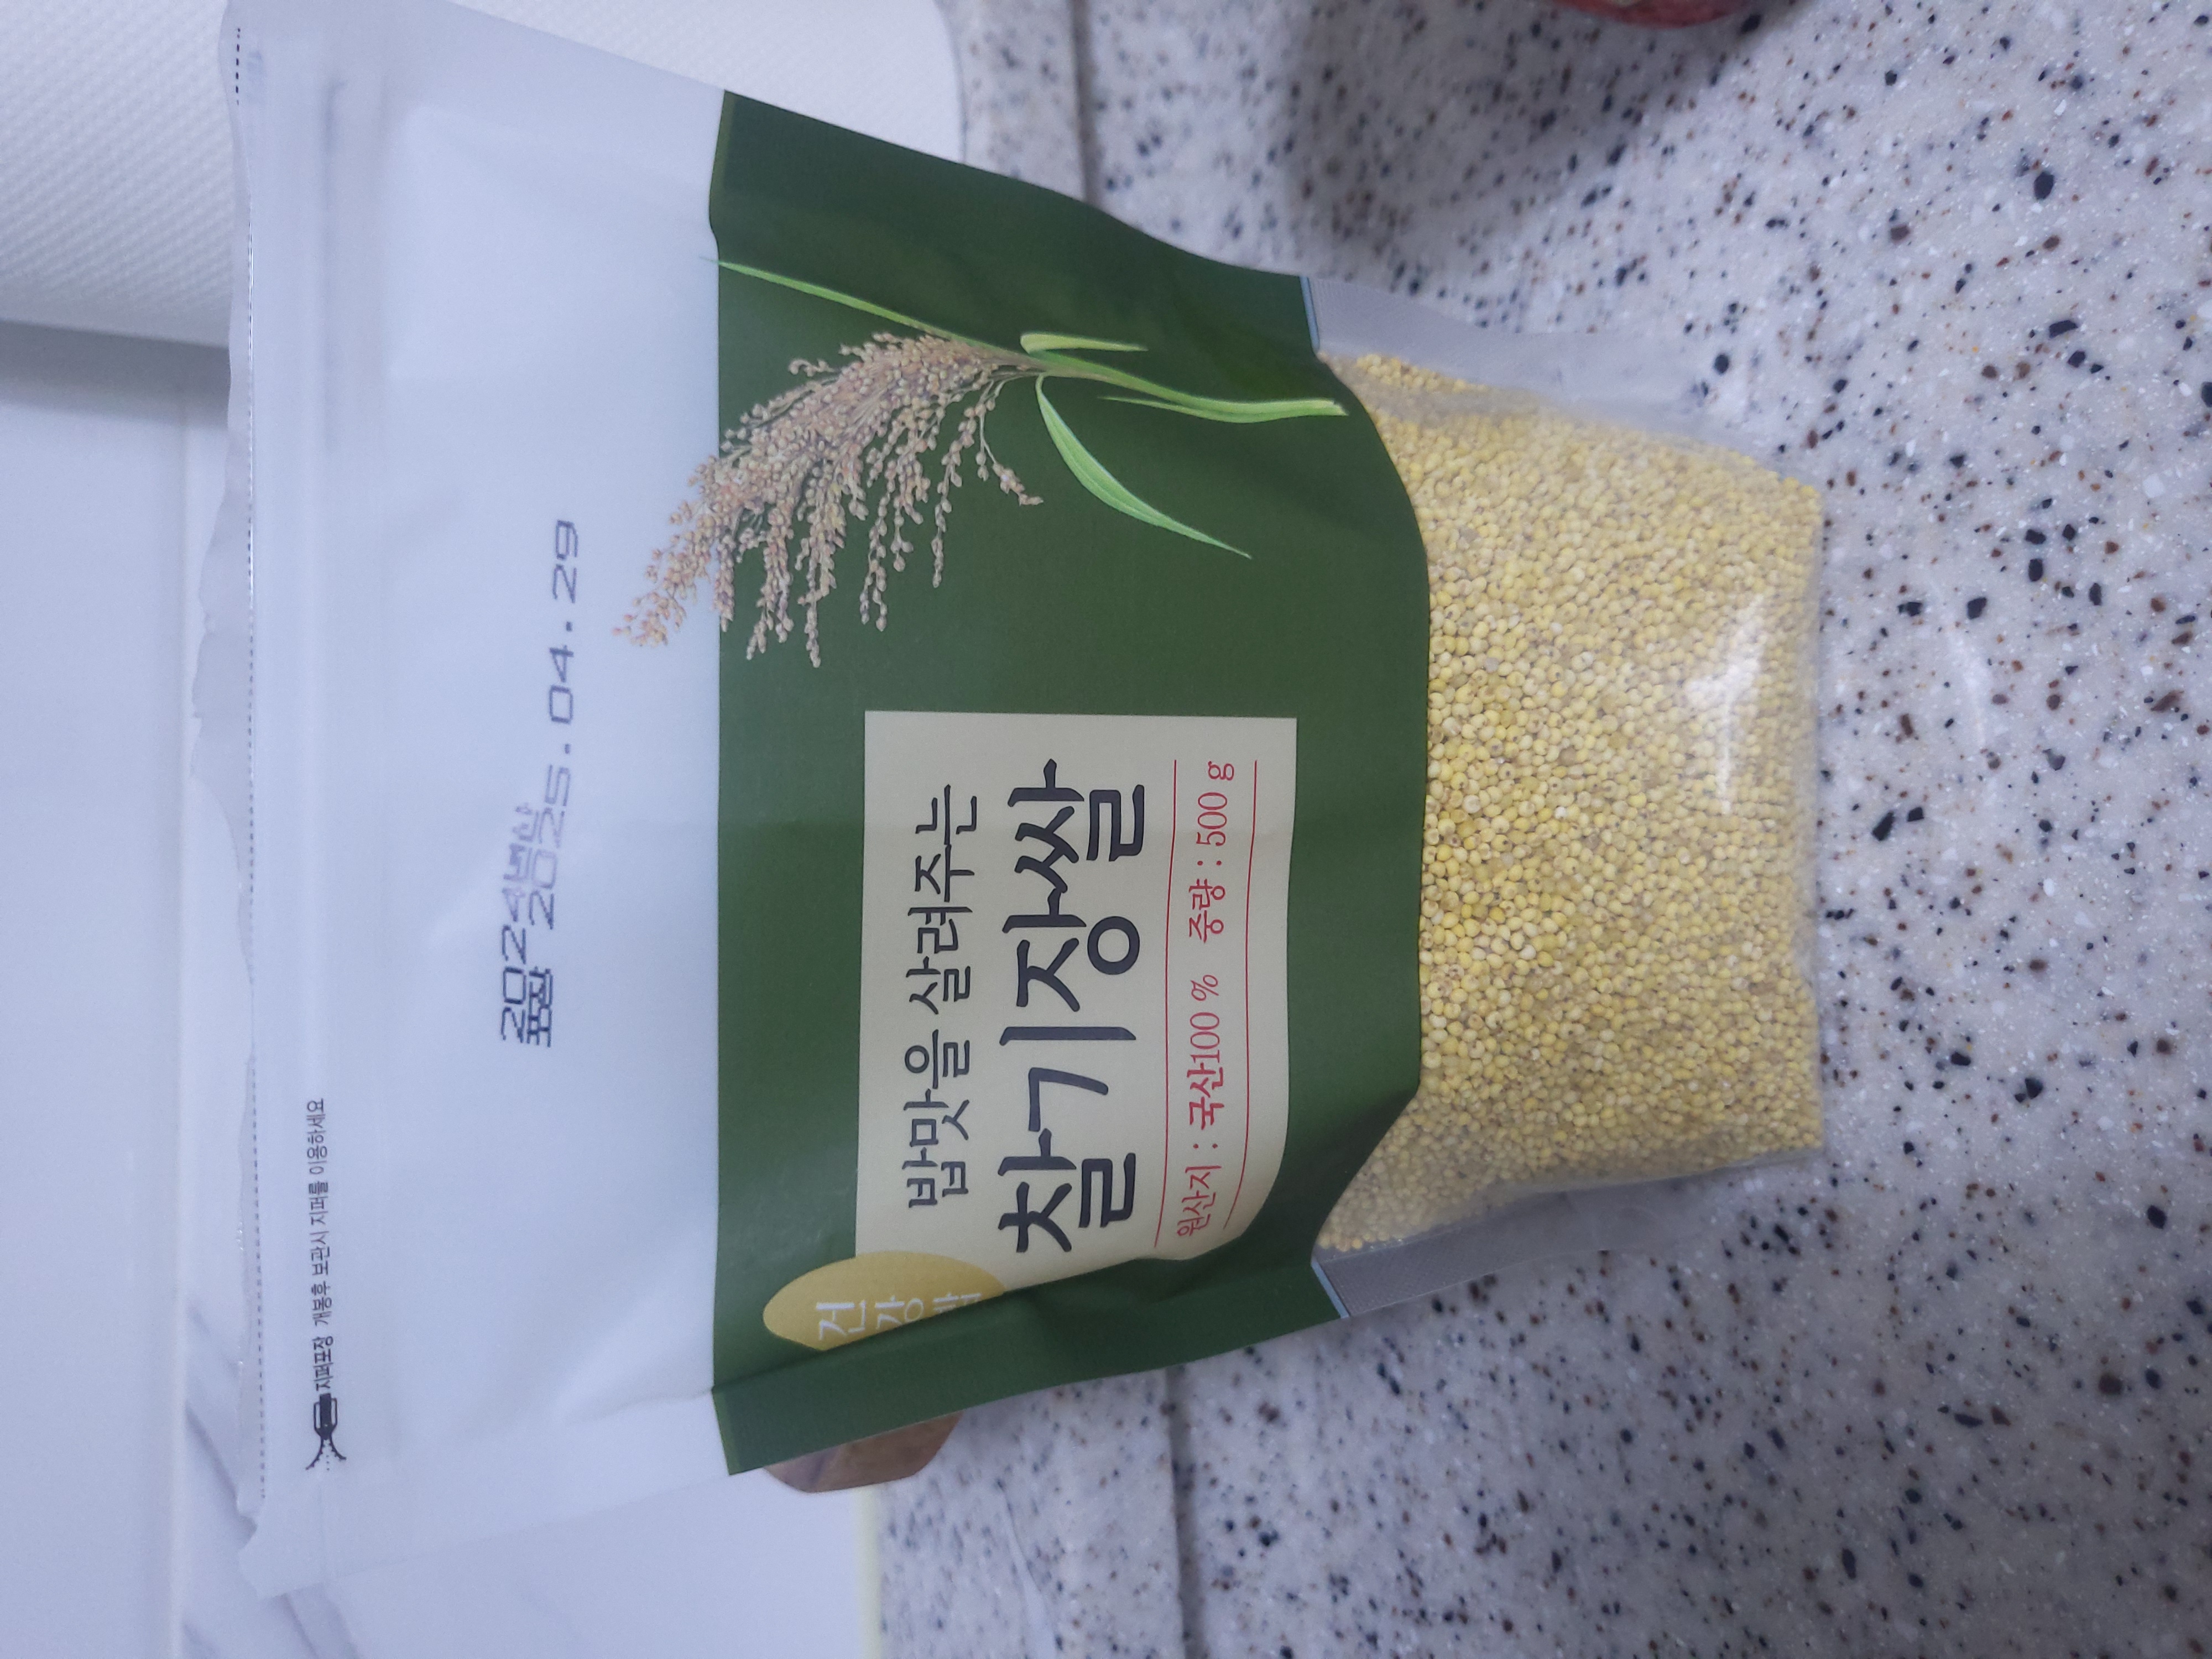 지퍼포장 개봉후 보관시 지퍼를 이용하세요
2024년산
포장 2025.04.29
건
강
밥맛을 살려주는
찰기장쌀
원산지 : 국산100 % 중량 : 500 g